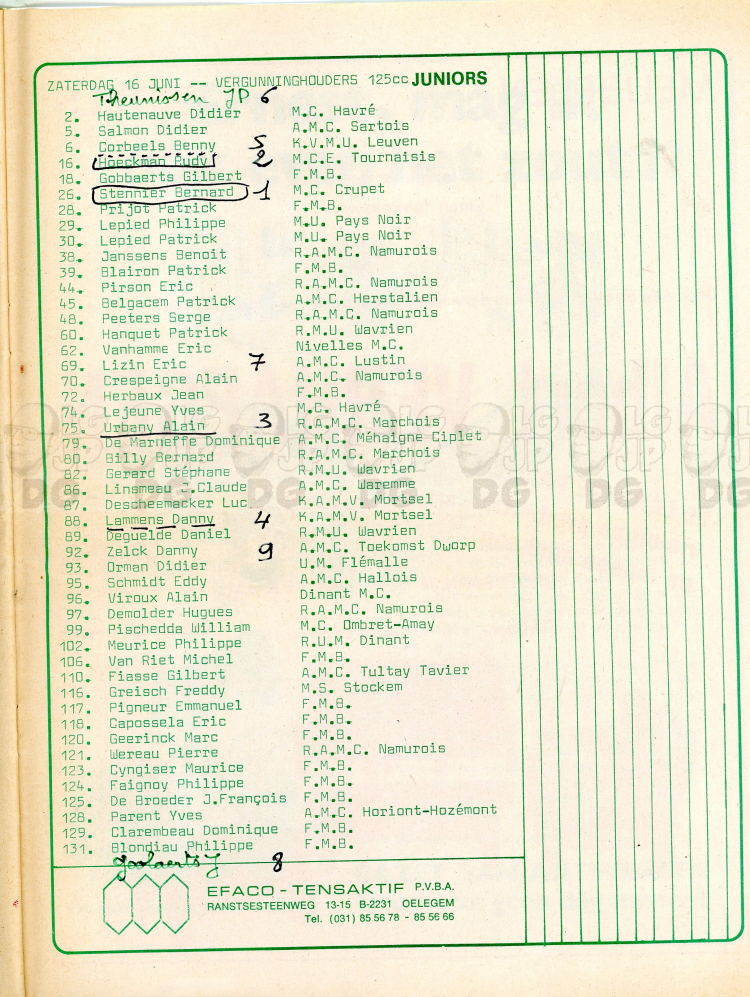 ZATERDAG 16 JUNI -- VERGUNNINGHOUDERS 125cc JUNIORS
Theunissen JP 6
2. Hautenauve Didier M.C. Havré
5. Salmon Didier A.M.C. Sartois
6. Corbeels Benny 5 K.V.M.U. Leuven
16. Hoeckman Rudy 2 M.C.E. Tournaisis
18. Gobbaerts Gilbert F.M.B.
26. Stennier Bernard 1 M.C. Crupet
28. Prijot Patrick F.M.B.
29. Lepied Philippe M.U. Pays Noir
30. Lepied Patrick M.U. Pays Noir
38. Janssens Benoit R.A.M.C. Namurois
39. Blairon Patrick F.M.B.
44. Pirson Eric R.A.M.C. Namurois
45. Belgacem Patrick A.M.C. Herstalien
48. Peeters Serge R.A.M.C. Namurois
60. Hanquet Patrick R.M.U. Wavrien
62. Vanhamme Eric Nivelles M.C.
69. Lizin Eric 7 A.M.C. Lustin
70. Crespeigne Alain A.M.C. Namurois
72. Herbaux Jean F.M.B.
74. Lejeune Yves M.C. Havré
75. Urbany Alain 3 R.A.M.C. Marchois
79. De Marneffe Dominique A.M.C. Méhaigne Ciplet
80. Billy Bernard R.A.M.C. Marchois
82. Gerard Stéphane R.M.U. Wavrien
86. Linsmeau J.Claude A.M.C. Waremme
87. Descheemacker Luc K.A.M.V. Mortsel
88. Lammens Danny 4 K.A.M.V. Mortsel
89. Deguelde Daniel R.M.U. Wavrien
92. Zelck Danny 9 A.M.C. Toekomst Dworp
93. Orman Didier U.M. Flémalle
95. Schmidt Eddy A.M.C. Hallois
96. Viroux Alain Dinant M.C.
97. Demolder Hugues R.A.M.C. Namurois
99. Pischedda William M.C. Ombret-Amay
102. Meurice Philippe R.U.M. Dinant
106. Van Riet Michel F.M.B.
110. Fiasse Gilbert A.M.C. Tultay Tavier
116. Greisch Freddy M.S. Stockem
117. Pigneur Emmanuel F.M.B.
118. Capossela Eric F.M.B.
120. Geerinck Marc F.M.B.
121. Wereau Pierre R.A.M.C. Namurois
123. Cyngiser Maurice F.M.B.
124. Faignoy Philippe F.M.B.
125. De Broeder J.François F.M.B.
128. Parent Yves A.M.C. Horiont-Hozémont
129. Clarembeau Dominique F.M.B.
131. Blondiau Philippe F.M.B.
Goolaerts J 8
EFACO - TENSAKTIF P.V.B.A.
RANSTSESTEENWEG 13-15 B-2231 OELEGEM
Tel. (031) 85 56 78 - 85 56 66